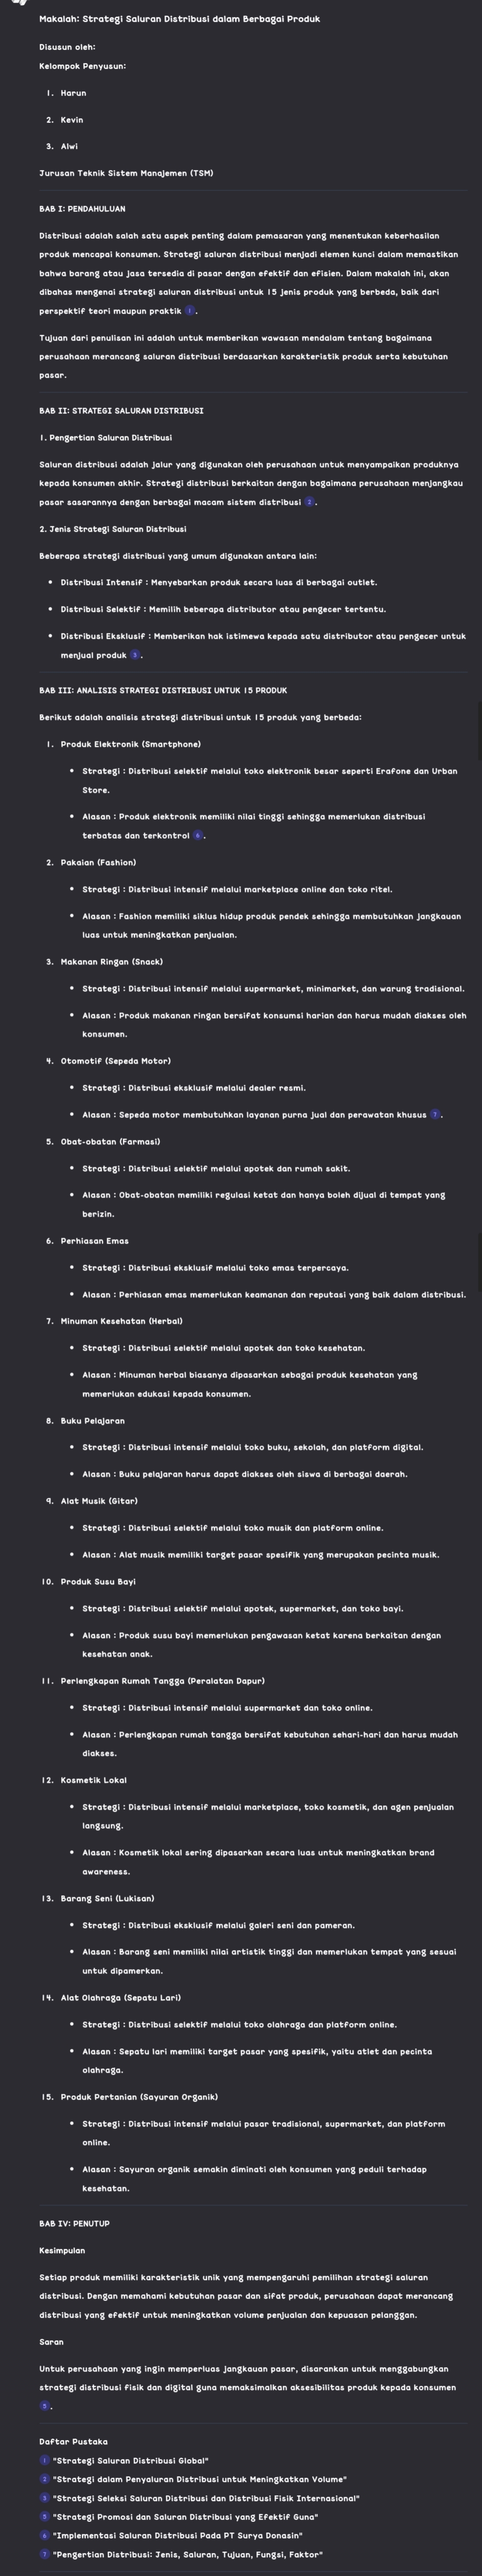 Makalah: Strategi Saluran Distribusi dalam Berbagai Produk
Disusun oleh:
Kelompok Penyusun:
1. Harun
2. Kevin
3. Alwi
Jurusan Teknik Sistem Manajemen (TSM)
BAB I: PENDAHULUAN
Distribusi adalah salah satu aspek penting dalam pemasaran yang menentukan keberhasilan
produk mencapai konsumen. Strategi saluran distribusi menjadi elemen kunci dalam memastikan
bahwa barang atau jasa tersedia di pasar dengan efektif dan efisien. Dalam makalah ini, akan
dibahas mengenai strategi saluran distribusi untuk 15 jenis produk yang berbeda, baik dari
perspektif teori maupun praktik 1.
Tujuan dari penulisan ini adalah untuk memberikan wawasan mendalam tentang bagaimana
perusahaan merancang saluran distribusi berdasarkan karakteristik produk serta kebutuhan
pasar.
BAB II: STRATEGI SALURAN DISTRIBUSI
1. Pengertian Saluran Distribusi
Saluran distribusi adalah jalur yang digunakan oleh perusahaan untuk menyampaikan produknya
kepada konsumen akhir. Strategi distribusi berkaitan dengan bagaimana perusahaan menjangkau
pasar sasarannya dengan berbagai macam sistem distribusi 2.
2. Jenis Strategi Saluran Distribusi
Beberapa strategi distribusi yang umum digunakan antara lain:
• Distribusi Intensif : Menyebarkan produk secara luas di berbagai outlet.
• Distribusi Selektif : Memilih beberapa distributor atau pengecer tertentu.
• Distribusi Eksklusif : Memberikan hak istimewa kepada satu distributor atau pengecer untuk
menjual produk 3.
BAB III: ANALISIS STRATEGI DISTRIBUSI UNTUK 15 PRODUK
Berikut adalah analisis strategi distribusi untuk 15 produk yang berbeda:
1. Produk Elektronik (Smartphone)
• Strategi : Distribusi selektif melalui toko elektronik besar seperti Erafone dan Urban
Store.
• Alasan : Produk elektronik memiliki nilai tinggi sehingga memerlukan distribusi
terbatas dan terkontrol 6.
2. Pakaian (Fashion)
• Strategi : Distribusi intensif melalui marketplace online dan toko ritel.
• Alasan : Fashion memiliki siklus hidup produk pendek sehingga membutuhkan jangkauan
luas untuk meningkatkan penjualan.
3. Makanan Ringan (Snack)
• Strategi : Distribusi intensif melalui supermarket, minimarket, dan warung tradisional.
• Alasan : Produk makanan ringan bersifat konsumsi harian dan harus mudah diakses oleh
konsumen.
4. Otomotif (Sepeda Motor)
• Strategi : Distribusi eksklusif melalui dealer resmi.
• Alasan : Sepeda motor membutuhkan layanan purna jual dan perawatan khusus 7.
5. Obat-obatan (Farmasi)
• Strategi : Distribusi selektif melalui apotek dan rumah sakit.
• Alasan : Obat-obatan memiliki regulasi ketat dan hanya boleh dijual di tempat yang
berizin.
6. Perhiasan Emas
• Strategi : Distribusi eksklusif melalui toko emas terpercaya.
• Alasan : Perhiasan emas memerlukan keamanan dan reputasi yang baik dalam distribusi.
7. Minuman Kesehatan (Herbal)
• Strategi : Distribusi selektif melalui apotek dan toko kesehatan.
• Alasan : Minuman herbal biasanya dipasarkan sebagai produk kesehatan yang
memerlukan edukasi kepada konsumen.
8. Buku Pelajaran
• Strategi : Distribusi intensif melalui toko buku, sekolah, dan platform digital.
• Alasan : Buku pelajaran harus dapat diakses oleh siswa di berbagai daerah.
9. Alat Musik (Gitar)
• Strategi : Distribusi selektif melalui toko musik dan platform online.
• Alasan : Alat musik memiliki target pasar spesifik yang merupakan pecinta musik.
10. Produk Susu Bayi
• Strategi : Distribusi selektif melalui apotek, supermarket, dan toko bayi.
• Alasan : Produk susu bayi memerlukan pengawasan ketat karena berkaitan dengan
kesehatan anak.
11. Perlengkapan Rumah Tangga (Peralatan Dapur)
• Strategi : Distribusi intensif melalui supermarket dan toko online.
• Alasan : Perlengkapan rumah tangga bersifat kebutuhan sehari-hari dan harus mudah
diakses.
12. Kosmetik Lokal
• Strategi : Distribusi intensif melalui marketplace, toko kosmetik, dan agen penjualan
langsung.
• Alasan : Kosmetik lokal sering dipasarkan secara luas untuk meningkatkan brand
awareness.
13. Barang Seni (Lukisan)
• Strategi : Distribusi eksklusif melalui galeri seni dan pameran.
• Alasan : Barang seni memiliki nilai artistik tinggi dan memerlukan tempat yang sesuai
untuk dipamerkan.
14. Alat Olahraga (Sepatu Lari)
• Strategi : Distribusi selektif melalui toko olahraga dan platform online.
• Alasan : Sepatu lari memiliki target pasar yang spesifik, yaitu atlet dan pecinta
olahraga.
15. Produk Pertanian (Sayuran Organik)
• Strategi : Distribusi intensif melalui pasar tradisional, supermarket, dan platform
online.
• Alasan : Sayuran organik semakin diminati oleh konsumen yang peduli terhadap
kesehatan.
BAB IV: PENUTUP
Kesimpulan
Setiap produk memiliki karakteristik unik yang mempengaruhi pemilihan strategi saluran
distribusi. Dengan memahami kebutuhan pasar dan sifat produk, perusahaan dapat merancang
distribusi yang efektif untuk meningkatkan volume penjualan dan kepuasan pelanggan.
Saran
Untuk perusahaan yang ingin memperluas jangkauan pasar, disarankan untuk menggabungkan
strategi distribusi fisik dan digital guna memaksimalkan aksesibilitas produk kepada konsumen
5.
Daftar Pustaka
1 "Strategi Saluran Distribusi Global"
2 "Strategi dalam Penyaluran Distribusi untuk Meningkatkan Volume"
3 "Strategi Seleksi Saluran Distribusi dan Distribusi Fisik Internasional"
5 "Strategi Promosi dan Saluran Distribusi yang Efektif Guna"
6 "Implementasi Saluran Distribusi Pada PT Surya Donasin"
7 "Pengertian Distribusi: Jenis, Saluran, Tujuan, Fungsi, Faktor"